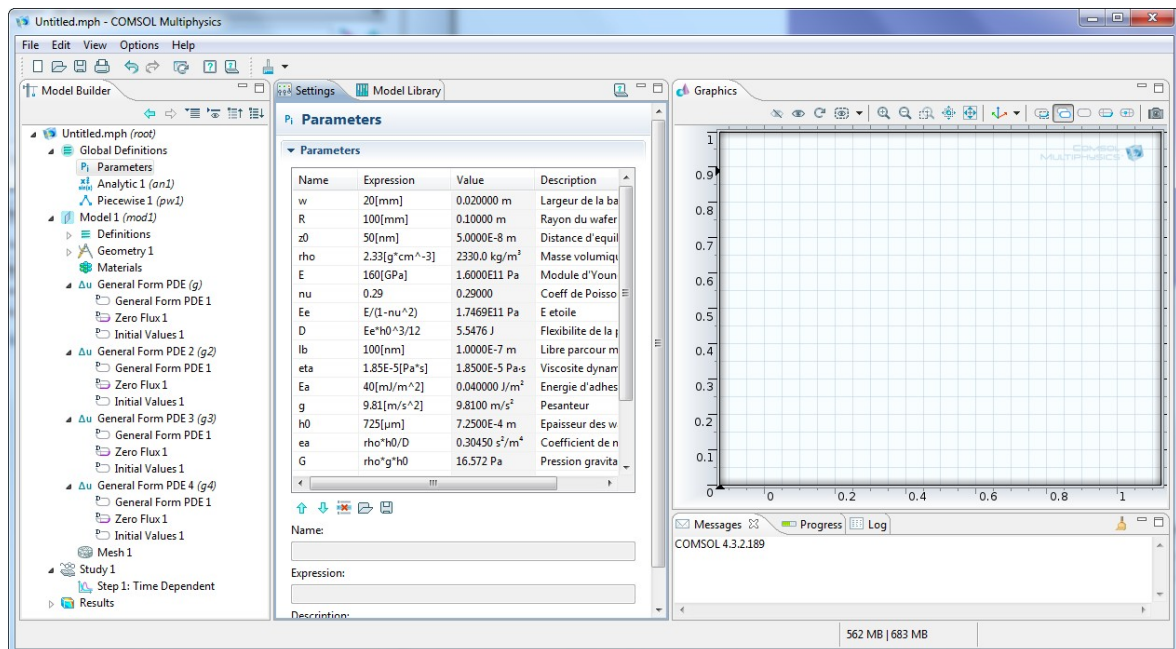 Untitled.mph - COMSOL Multiphysics
File Edit View Options Help
Model Builder
Untitled.mph (root)
Global Definitions
Pi Parameters
Analytic 1 (an1)
Piecewise 1 (pw1)
Model 1 (mod1)
Definitions
Geometry 1
Materials
Δu General Form PDE (g)
General Form PDE 1
Zero Flux 1
Initial Values 1
Δu General Form PDE 2 (g2)
General Form PDE 1
Zero Flux 1
Initial Values 1
Δu General Form PDE 3 (g3)
General Form PDE 1
Zero Flux 1
Initial Values 1
Δu General Form PDE 4 (g4)
General Form PDE 1
Zero Flux 1
Initial Values 1
Mesh 1
Study 1
Step 1: Time Dependent
Results
Settings Model Library
Pi Parameters
Parameters
Name Expression Value Description
w 20[mm] 0.020000 m Largeur de la ba
R 100[mm] 0.10000 m Rayon du wafer
z0 50[nm] 5.0000E-8 m Distance d'equil
rho 2.33[g*cm^-3] 2330.0 kg/m³ Masse volumiqu
E 160[GPa] 1.6000E11 Pa Module d'Youn
nu 0.29 0.29000 Coeff de Poisso
Ee E/(1-nu^2) 1.7469E11 Pa E etoile
D Ee*h0^3/12 5.5476 J Flexibilite de la p
lb 100[nm] 1.0000E-7 m Libre parcour m
eta 1.85E-5[Pa*s] 1.8500E-5 Pa·s Viscosite dynam
Ea 40[mJ/m^2] 0.040000 J/m² Energie d'adhes
g 9.81[m/s^2] 9.8100 m/s² Pesanteur
h0 725[μm] 7.2500E-4 m Epaisseur des w
ea rho*h0/D 0.30450 s²/m⁴ Coefficient de n
G rho*g*h0 16.572 Pa Pression gravita
Name:
Expression:
Description:
Graphics
COMSOL
MULTIPHYSICS
1
0.9
0.8
0.7
0.6
0.5
0.4
0.3
0.2
0.1
0
0 0.2 0.4 0.6 0.8 1
Messages Progress Log
COMSOL 4.3.2.189
562 MB | 683 MB